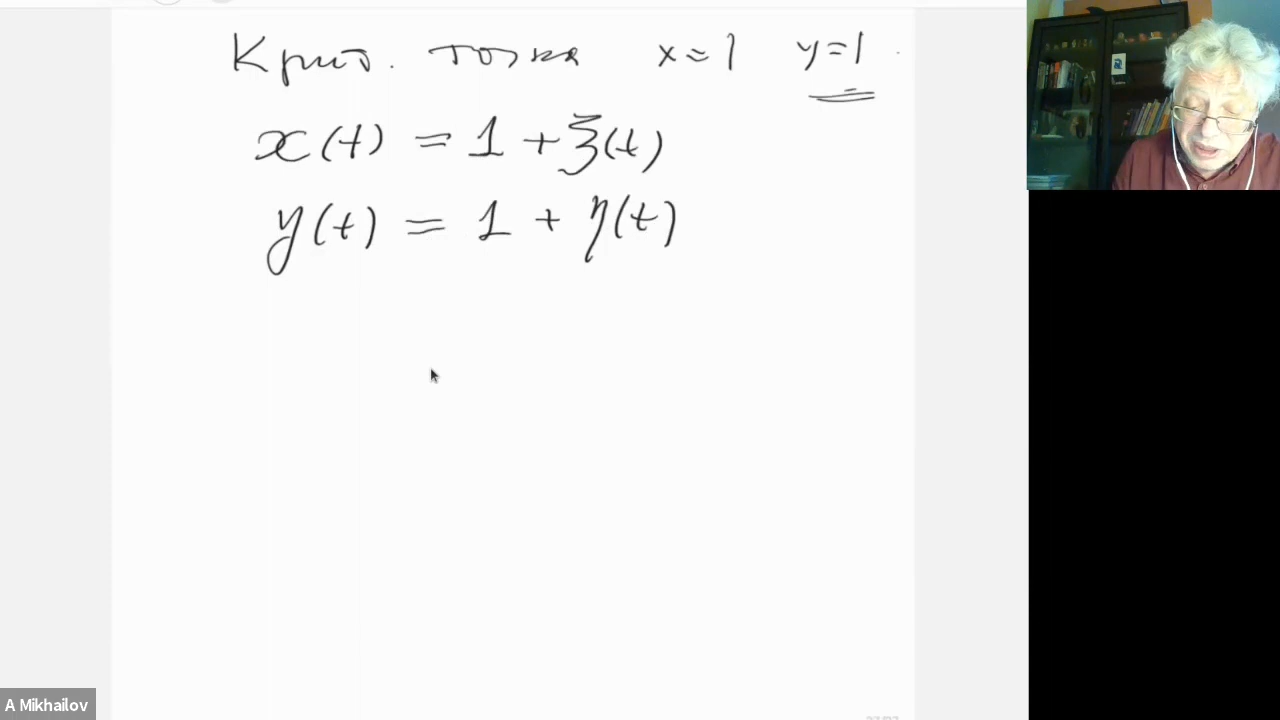 Крит. точка x=1 y=1
x(t) = 1 + ξ(t)
y(t) = 1 + η(t)
A Mikhailov